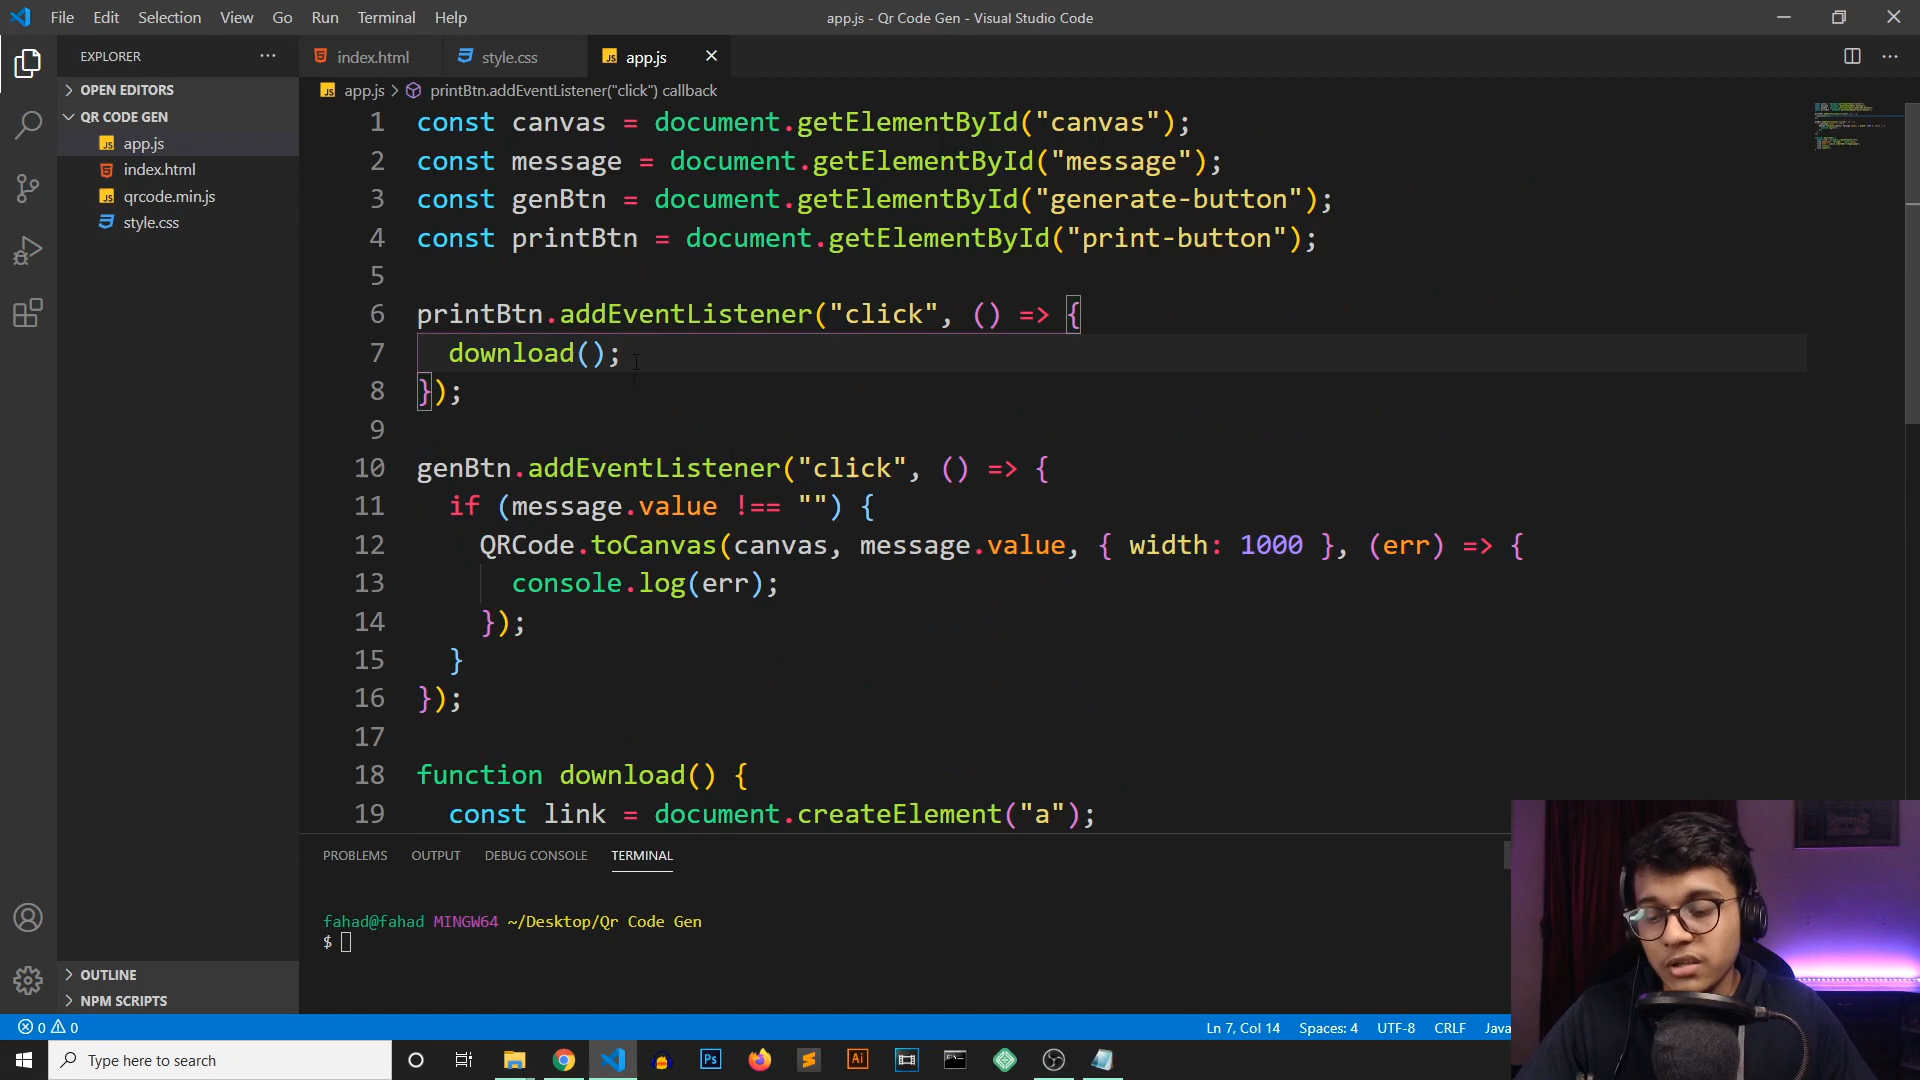 File Edit Selection View Go Run Terminal Help
app.js - Qr Code Gen - Visual Studio Code
EXPLORER
index.html
style.css
app.js
OPEN EDITORS
QR CODE GEN
app.js
index.html
qrcode.min.js
style.css
app.js > printBtn.addEventListener("click") callback
1 const canvas = document.getElementById("canvas");
2 const message = document.getElementById("message");
3 const genBtn = document.getElementById("generate-button");
4 const printBtn = document.getElementById("print-button");
5
6 printBtn.addEventListener("click", () => {
7 download();
8 });
9
10 genBtn.addEventListener("click", () => {
11 if (message.value !== "") {
12 QRCode.toCanvas(canvas, message.value, { width: 1000 }, (err) => {
13 console.log(err);
14 });
15 }
16 });
17
18 function download() {
19 const link = document.createElement("a");
PROBLEMS OUTPUT DEBUG CONSOLE TERMINAL
fahad@fahad MINGW64 ~/Desktop/Qr Code Gen
$
OUTLINE
NPM SCRIPTS
0 0
Ln 7, Col 14 Spaces: 4 UTF-8 CRLF Java
Type here to search
Ps
Ai